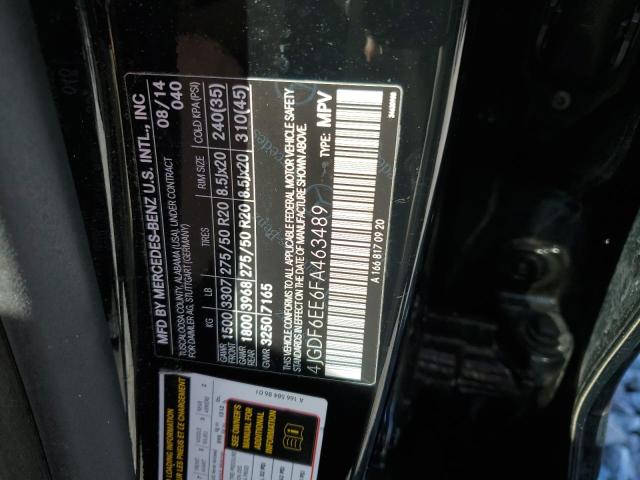 MFD BY MERCEDES-BENZ U.S. INTL., INC
TUSCALOOSA COUNTY, ALABAMA (USA), UNDER CONTRACT
FOR DAIMLER AG, STUTTGART (GERMANY)
08/14
040
KG LB TIRES RIM SIZE COLD KPA(PSI)
1500 3307 275/50 R20 8.5Jx20 240(35)
FRONT
1800 3968 275/50 R20 8.5Jx20 310(45)
REAR
GVWR 3250 7165
THIS VEHICLE CONFORMS TO ALL APPLICABLE FEDERAL MOTOR VEHICLE SAFETY
STANDARDS IN EFFECT ON THE DATE OF MANUFACTURE SHOWN ABOVE.
4JGDF6EE6FA463489 TYPE: MPV
A 166 817 09 20
A 166 584 86 01
SEE OWNER'S
MANUAL FOR
ADDITIONAL
INFORMATION